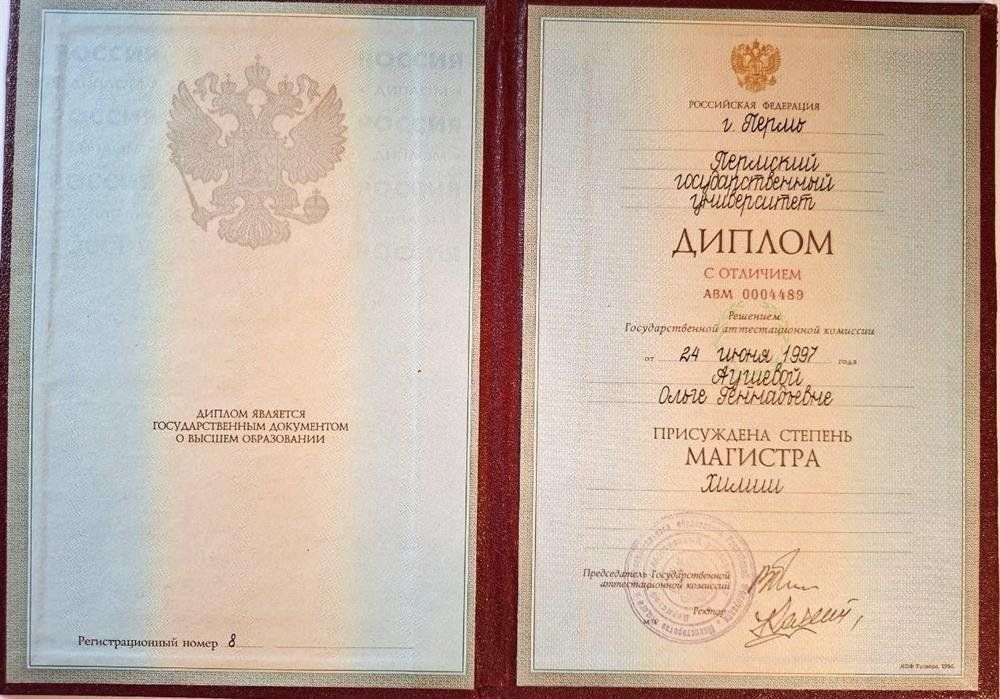 ДИПЛОМ ЯВЛЯЕТСЯ
ГОСУДАРСТВЕННЫМ ДОКУМЕНТОМ
О ВЫСШЕМ ОБРАЗОВАНИИ
Регистрационный номер 8
РОССИЙСКАЯ ФЕДЕРАЦИЯ
г. Пермь
Пермский
государственный
университет
ДИПЛОМ
С ОТЛИЧИЕМ
АВМ 0004489
Решением
Государственной аттестационной комиссии
от 24 июня 1997 года
Аушевой
Ольге Геннадьевне
ПРИСУЖДЕНА СТЕПЕНЬ
МАГИСТРА
химии
Председатель Государственной
аттестационной комиссии
Ректор
М.П.